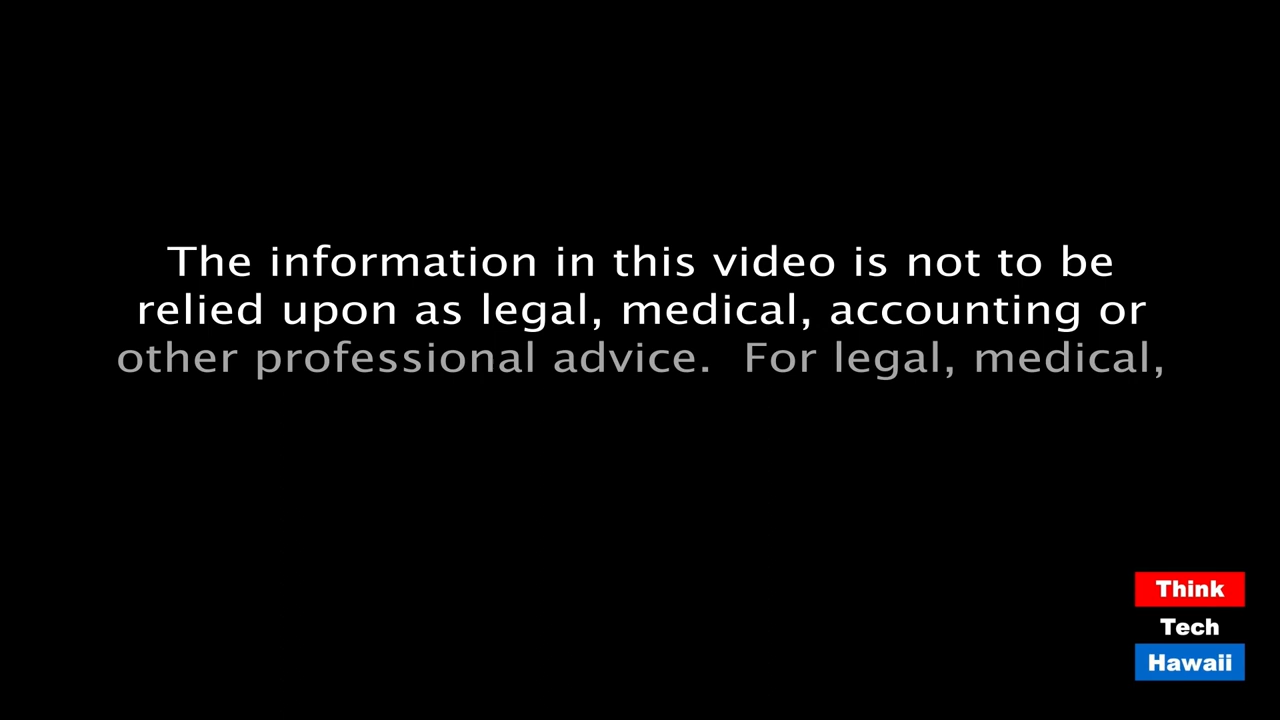 The information in this video is not to be
relied upon as legal, medical, accounting or
other professional advice.  For legal, medical,
Think
Tech
Hawaii